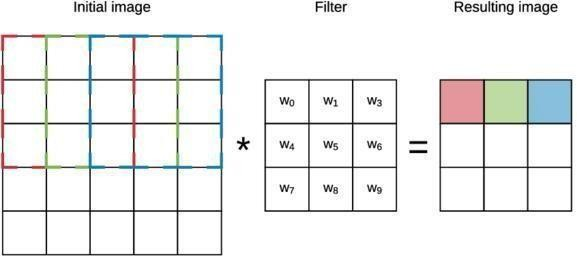 Initial image
Filter
Resulting image
w0 w1 w3
* w4 w5 w6 =
w7 w8 w9